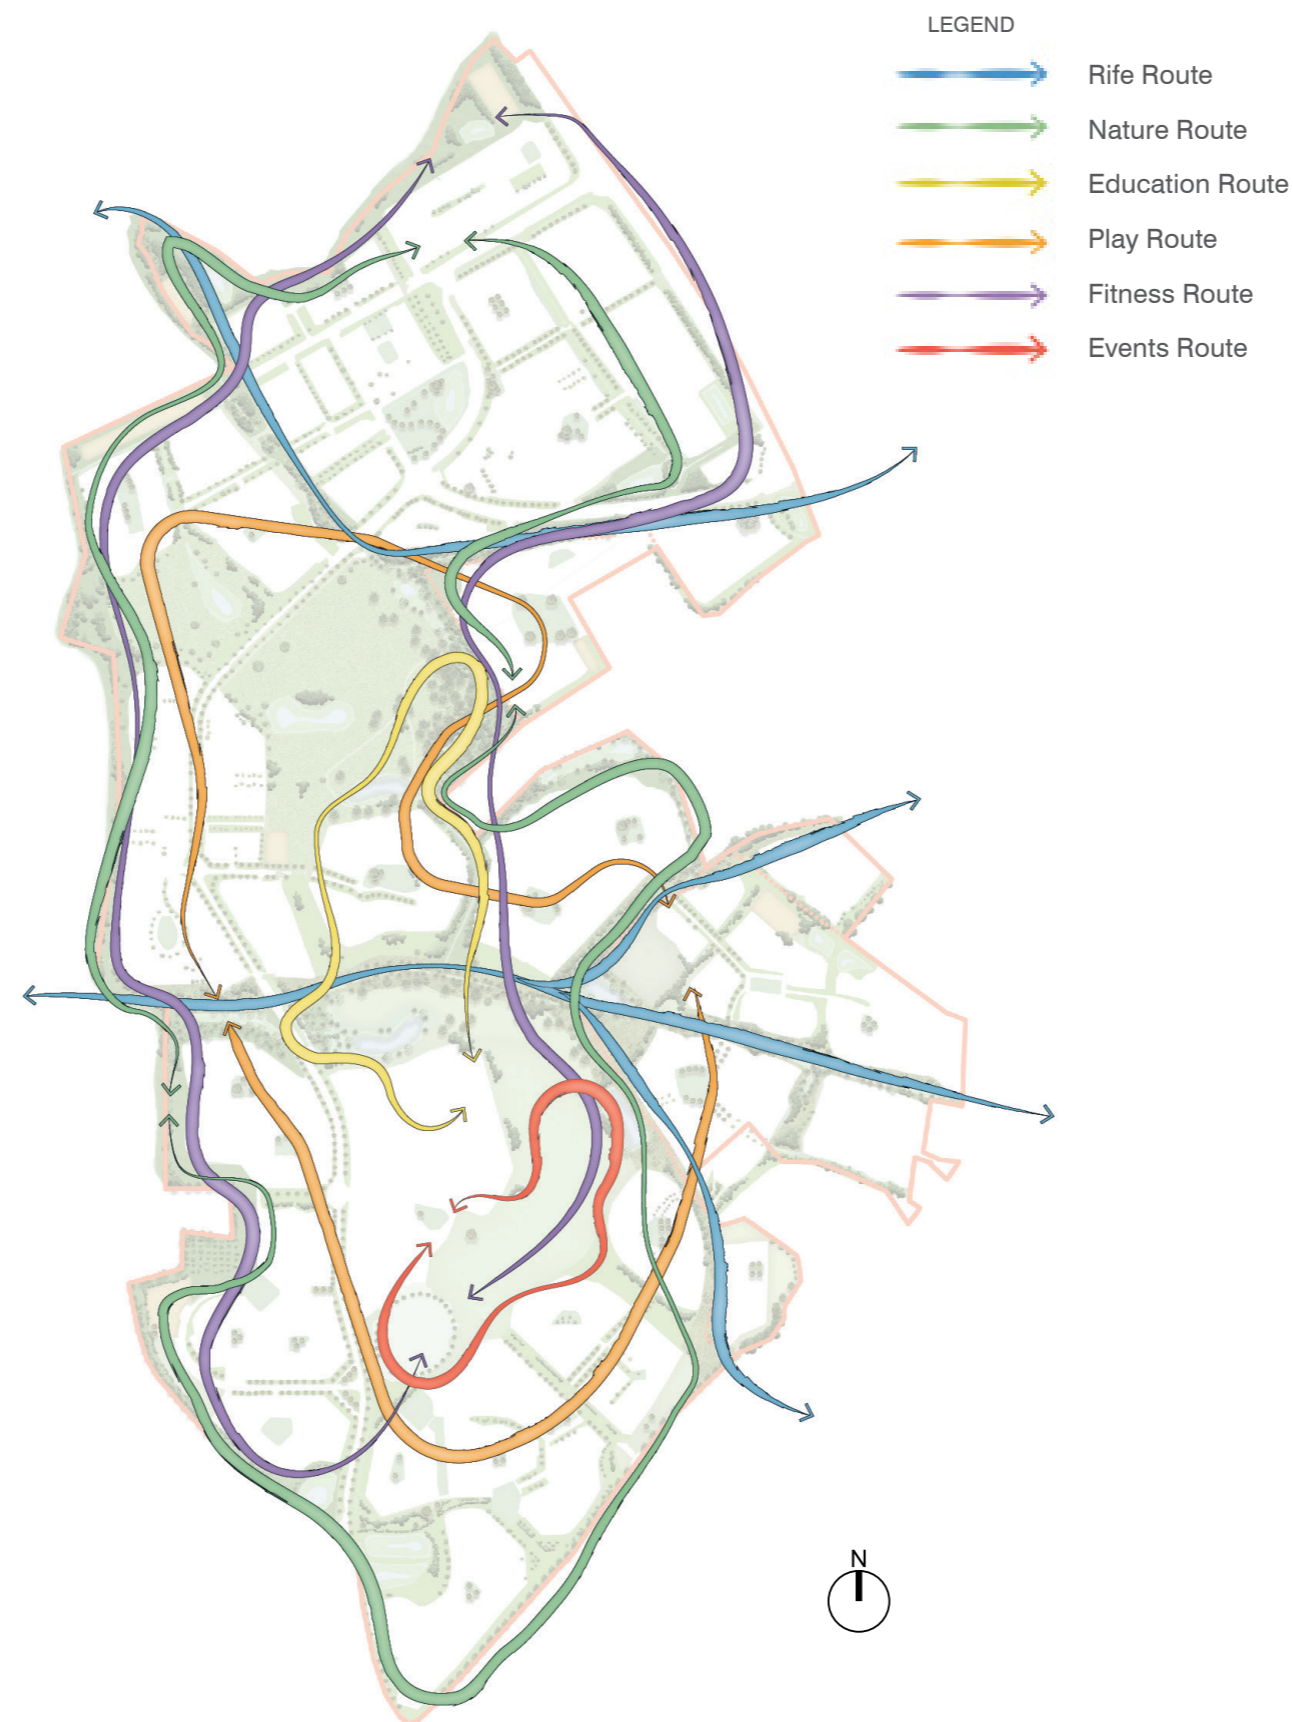 LEGEND
Rife Route
Nature Route
Education Route
Play Route
Fitness Route
Events Route
N